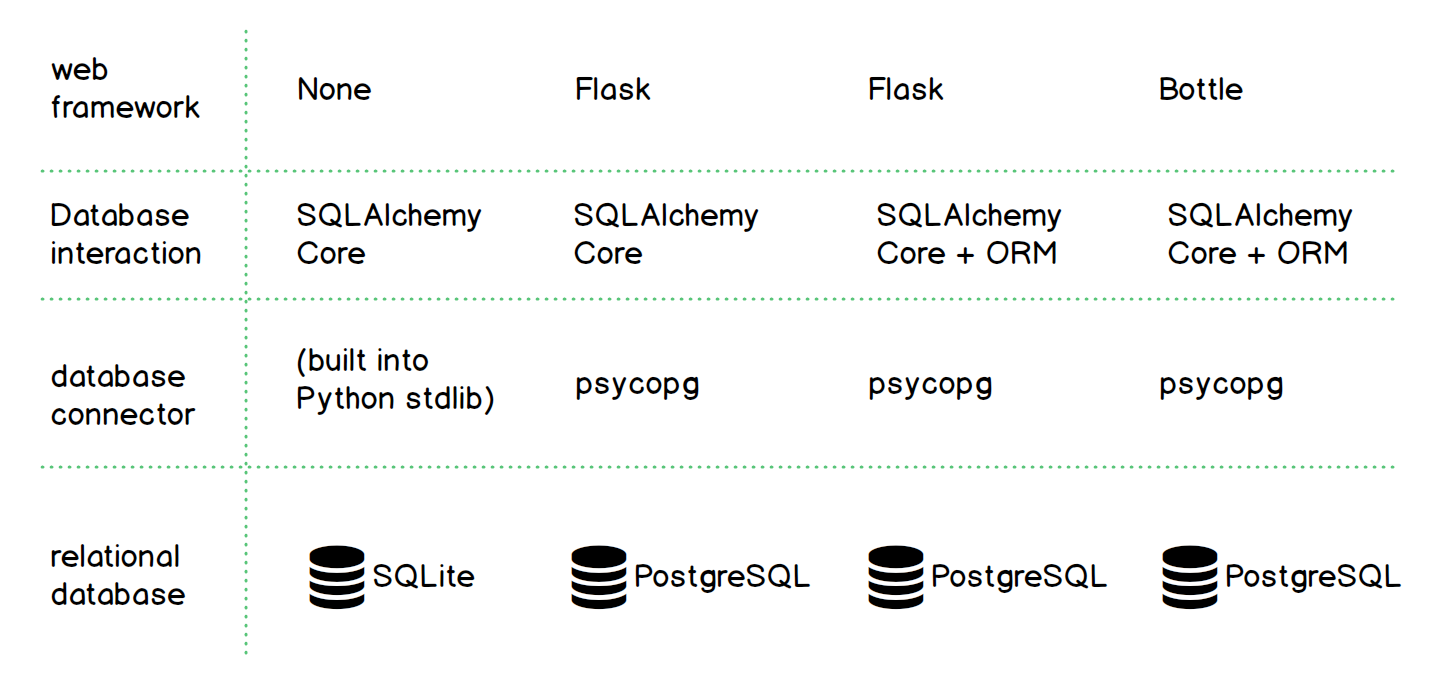 web
framework
None
Flask
Flask
Bottle
Database
interaction
SQLAlchemy
Core
SQLAlchemy
Core
SQLAlchemy
Core + ORM
SQLAlchemy
Core + ORM
database
connector
(built into
Python stdlib)
psycopg
psycopg
psycopg
relational
database
SQLite
PostgreSQL
PostgreSQL
PostgreSQL